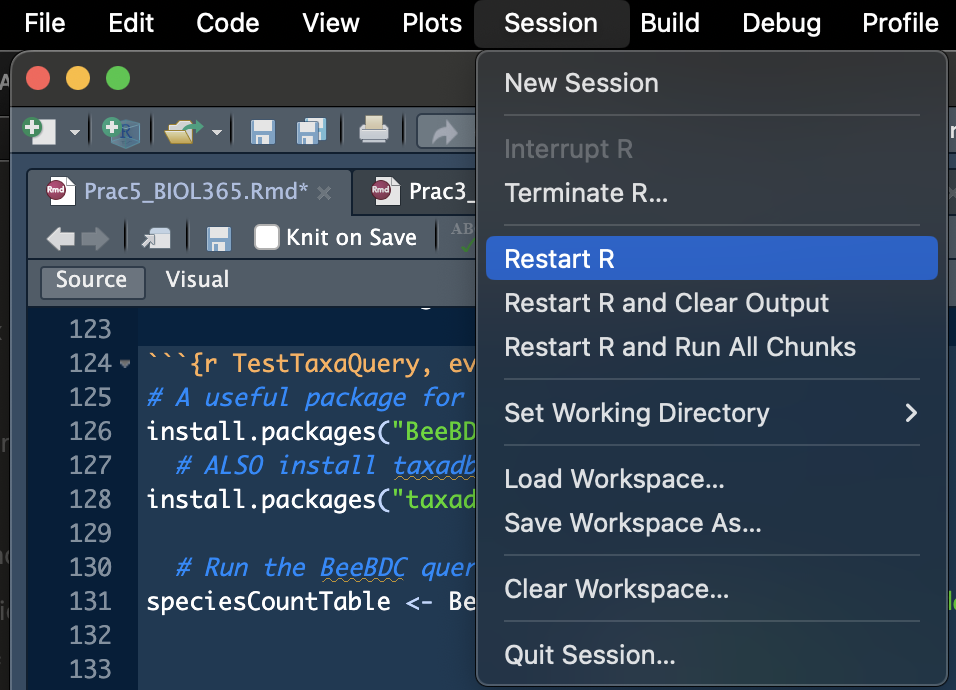 File Edit Code View Plots Session Build Debug Profile
New Session
Interrupt R
Terminate R...
Restart R
Restart R and Clear Output
Restart R and Run All Chunks
Set Working Directory
Load Workspace...
Save Workspace As...
Clear Workspace...
Quit Session...
Rmd Prac5_BIOL365.Rmd* Rmd Prac3_
Knit on Save AB
Source Visual
123
124 ```{r TestTaxaQuery, ev
125 # A useful package for
126 install.packages("BeeBD
127 # ALSO install taxadb
128 install.packages("taxad
129
130 # Run the BeeBDC quer
131 speciesCountTable <- Be
132
133